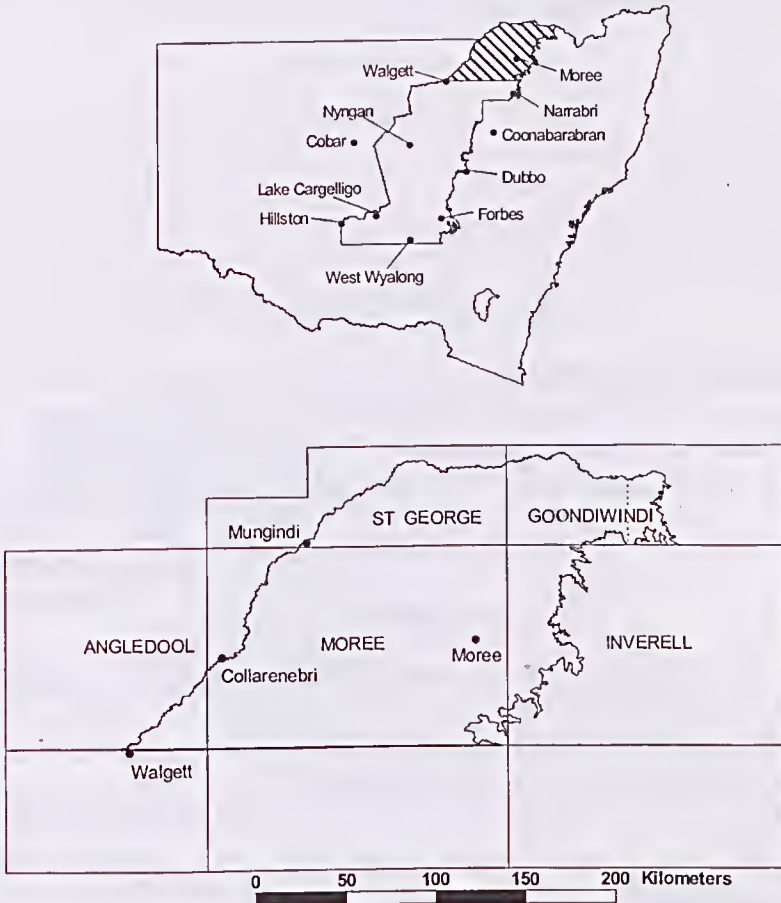 Walgett
Moree
Narrabri
Nyngan
Cobar
Coonabarabran
Dubbo
Lake Cargelligo
Hillston
Forbes
West Wyalong
ST GEORGE
GOONDIWINDI
Mungindi
ANGLEDOOL
MOREE
Moree
INVERELL
Collarenebri
Walgett
0 50 100 150 200 Kilometers